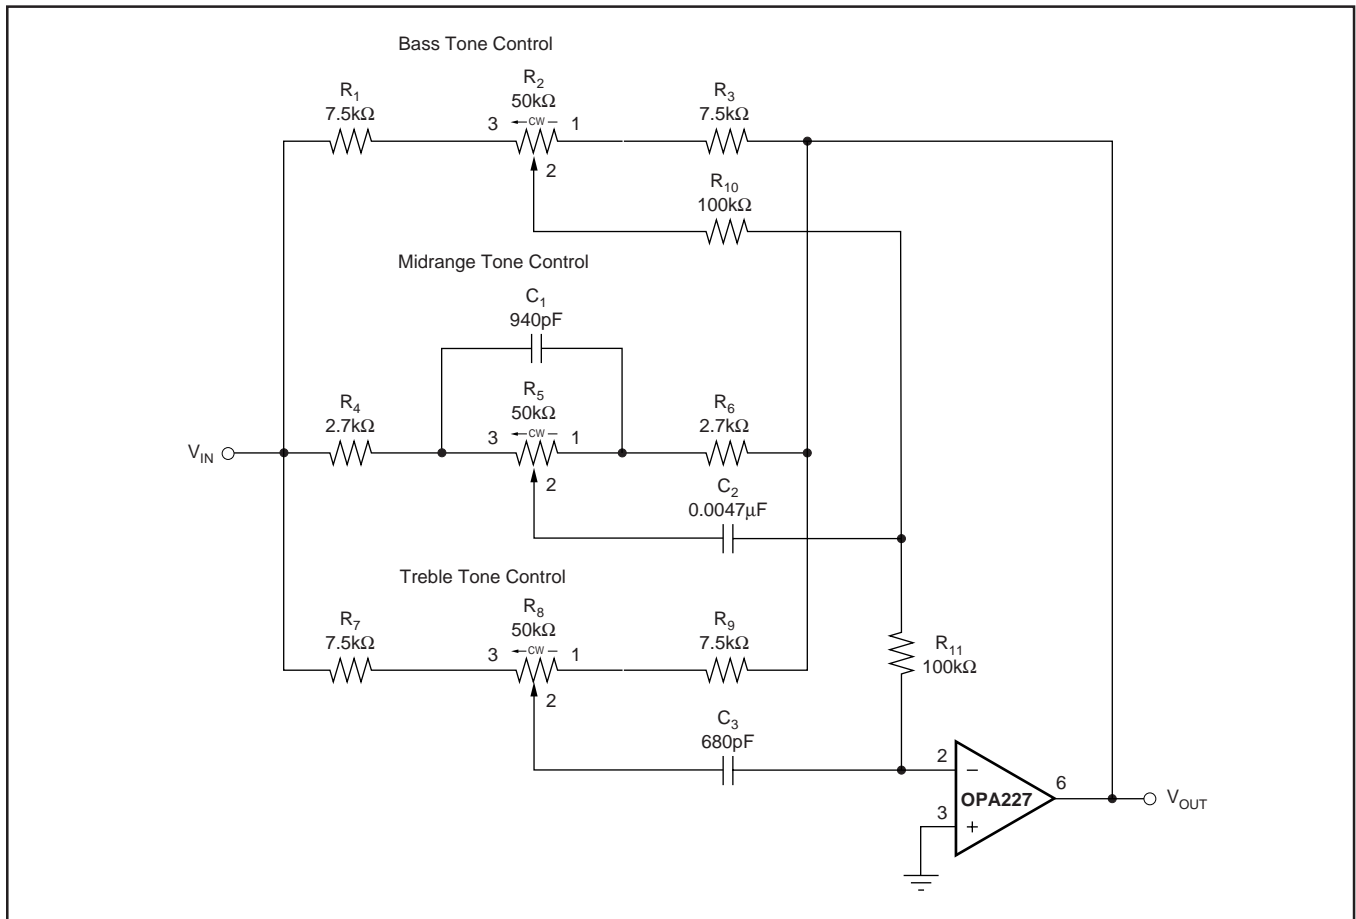 Bass Tone Control
R1
7.5kΩ
R2
50kΩ
R3
7.5kΩ
3 CW 1
2
R10
100kΩ
Midrange Tone Control
C1
940pF
R4
2.7kΩ
R5
50kΩ
R6
2.7kΩ
3 CW 1
2
VIN
C2
0.0047μF
Treble Tone Control
R7
7.5kΩ
R8
50kΩ
R9
7.5kΩ
3 CW 1
2
R11
100kΩ
C3
680pF
2
–
6
OPA227
3
+
VOUT